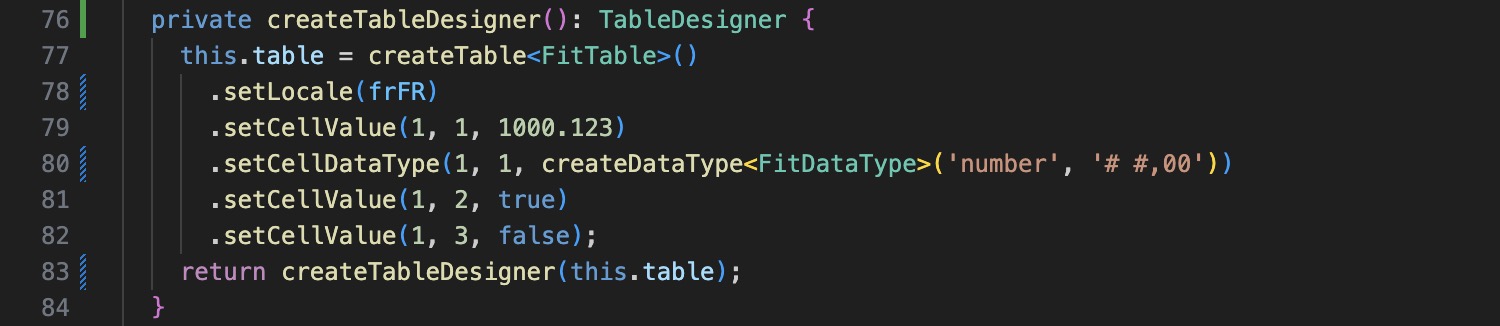 76 private createTableDesigner(): TableDesigner {
77 this.table = createTable<FitTable>()
78 .setLocale(frFR)
79 .setCellValue(1, 1, 1000.123)
80 .setCellDataType(1, 1, createDataType<FitDataType>('number', '# #,00'))
81 .setCellValue(1, 2, true)
82 .setCellValue(1, 3, false);
83 return createTableDesigner(this.table);
84 }